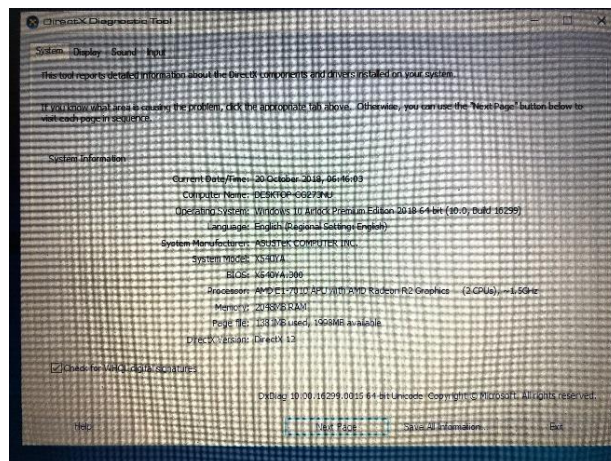 DirectX Diagnostic Tool
System Display Sound Input
This tool reports detailed information about the DirectX components and drivers installed on your system.
If you know what area is causing the problem, click the appropriate tab above. Otherwise, you can use the "Next Page" button below to
visit each page in sequence.
System Information
Current Date/Time: 20 October 2018, 06:46:03
Computer Name: DESKTOP-CG273NU
Operating System: Windows 10 Airlock Premium Edition 2018 64-bit (10.0, Build 16299)
Language: English (Regional Setting: English)
System Manufacturer: ASUSTeK COMPUTER INC.
System Model: X540YA
BIOS: X540YA.300
Processor: AMD E1-7010 APU with AMD Radeon R2 Graphics (2 CPUs), ~1.5GHz
Memory: 2048MB RAM
Page file: 1381MB used, 1998MB available
DirectX Version: DirectX 12
Check for WHQL digital signatures
DxDiag 10.00.16299.0015 64-bit Unicode Copyright © Microsoft. All rights reserved.
Help Next Page Save All Information... Exit